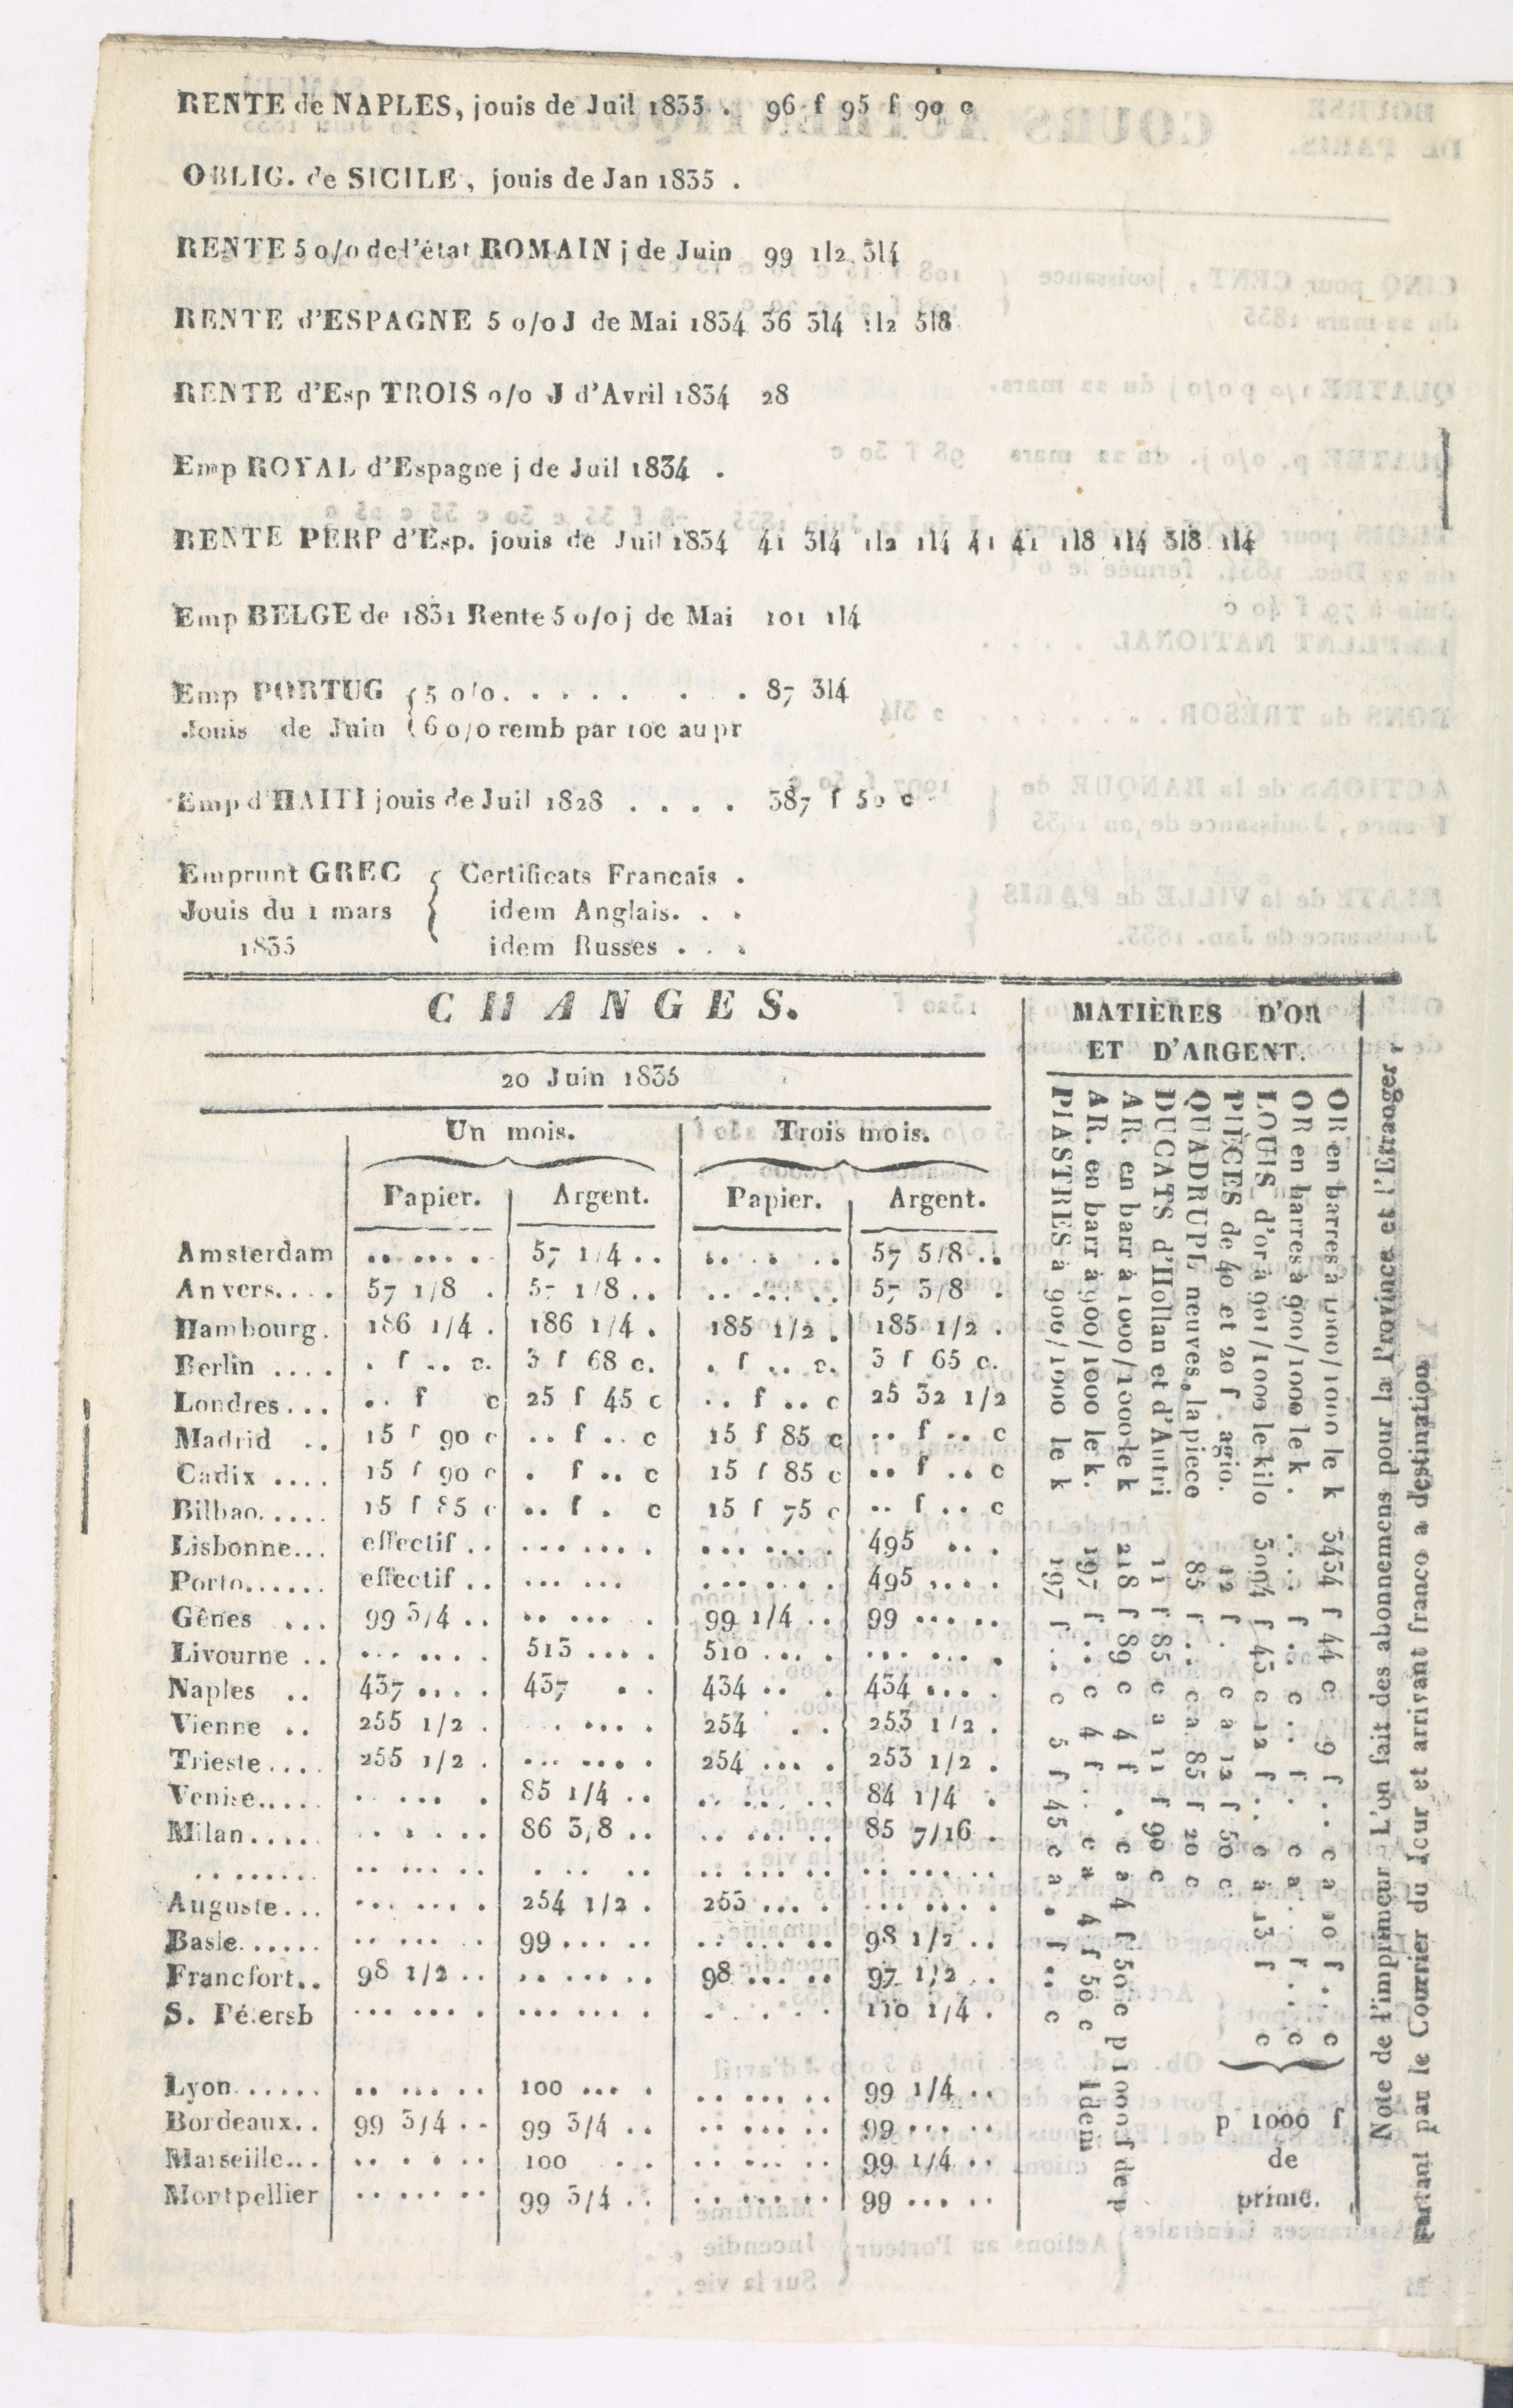 RENTE de NAPLES, jouis de Juil 1835 . 96 f 95 f 90 c
OBLIG. de SICILE, jouis de Jan 1835 .
RENTE 5 o/o de l'état ROMAIN j de Juin 99 1|2 3|4
RENTE d'ESPAGNE 5 o/o J de Mai 1834 36 3|4 1|2 5|8
RENTE d'Esp TROIS o/o J d'Avril 1834 28
Emp ROYAL d'Espagne j de Juil 1834 .
RENTE PERP d'Esp. jouis de Juil 1834 41 3|4 1|2 1|4 41 41 1|8 1|4 3|8 1|4
Emp BELGE de 1831 Rente 5 o/o j de Mai 101 1|4
Emp PORTUG { 5 o/o. . . . . . . . 87 3|4
Jouis de Juin { 6 o/o remb par 10c au pr
Emp d'HAITI jouis de Juil 1828 . . . . 387 f 50 c
Emprunt GREC { Certificats Francais .
Jouis du 1 mars idem Anglais. . .
1835 idem Russes . . .
CHANGES.
20 Juin 1835
Un mois. Trois mois.
Papier. Argent. Papier. Argent.
Amsterdam .. ... . 57 1/4 .. .. . . .. 57 5/8 ..
Anvers.... 57 1/8 . 57 1/8 .. .. ... .. 57 3/8 .
Hambourg. 186 1/4 . 186 1/4 . 185 1/2 . 185 1/2 .
Berlin .... . f .. c. 3 f 68 c. . f .. c. 3 f 65 c.
Londres... .. f c 25 f 45 c .. f .. c 25 32 1/2
Madrid .. 15 f 90 c .. f .. c 15 f 85 c .. f .. c
Cadix .... 15 f 90 c . f .. c 15 f 85 c .. f .. c
Bilbao..... 15 f 85 c .. f . c 15 f 75 c .. f .. c
Lisbonne... effectif .. ... ... . ... ... . 495 .. .
Porto...... effectif .. ... ... ... ... . 495 ....
Gênes ... 99 3/4 .. .. ... . 99 1/4 .. 99 ... ..
Livourne .. ... ... . 513 .... 510 .... ... ... .
Naples .. 437 .... 437 . . 434 .. . 434 ... .
Vienne .. 255 1/2 . . .... . 254 . . 253 1/2 .
Trieste.... 255 1/2 . ... ... . 254 ... . 253 1/2 .
Venise..... . ... . 85 1/4 .. .. ... .. 84 1/4 .
Milan..... .. . . .. 86 3/8 .. .. ... .. 85 7/16 .
........ .. ... .. . .. .. .. ... .. .. ... ..
Auguste... ... ... . 254 1/2 . 253 ... . ... ... .
Basle...... .. ... . 99 ... .. .. ... .. 98 1/2 ..
Francfort.. 98 1/2 .. .. ... .. 98 ... .. 97 1/2 ..
S. Pétersb ... ... . ... ... . . . . . 110 1/4 .
Lyon...... .. ... .. 100 ... . .. ... .. 99 1/4 ..
Bordeaux.. 99 3/4 .. 99 3/4 .. .. ... .. 99 ... ..
Marseille... .. . . .. 100 . . .. ... .. 99 1/4 ..
Montpellier .. ... .. 99 3/4 .. .. ... .. 99 ... ..
MATIÈRES D'OR
ET D'ARGENT.
OR en barres à 1000/1000 le k 3434 f 44 c 9 f .. c a 10 f .. c
OR en barres à 900/1000 le k . .... f .. c .. f . c a .. f .. c
LOUIS d'or à 901/1000 le kilo 3094 f 43 c 12 f .. c à 13 f c
PIÈCES de 40 et 20 f . agio. 12 f . c a 12 f 50 c
QUADRUPL neuves, la piece 85 f .. c a 85 f 20 c
DUCATS d'Hollan et d'Autri 11 f 85 c a 11 f 90 c
AR. en barr à 1000/1000 le k 218 f 89 c 4 f . c a 4 f 50 c p 1000 f de p
AR. en barr à 900/1000 le k. 197 f .. c 4 f .. c a 4 f 50 c Idem
PIASTRES à 900/1000 le k 197 f .. c 5 f 45 c a . f .. c
p 1000 f
de
prime.
Note de l'imprimeur L'on fait des abonnemens pour la Province et l'Etranger
partant par le Courrier du Jour et arrivant franco a destination